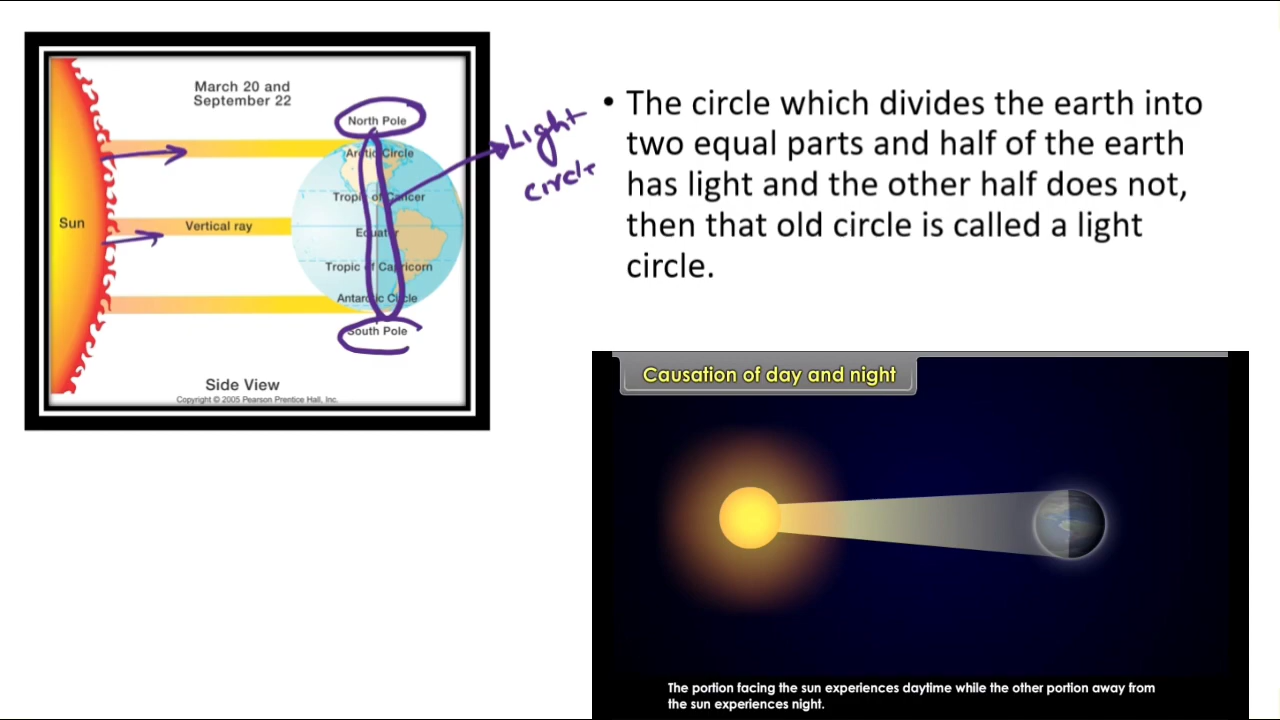 March 20 and
September 22
North Pole
Arctic Circle
Tropic of Cancer
Sun
Vertical ray
Equator
Tropic of Capricorn
Antarctic Circle
South Pole
Side View
Copyright © 2005 Pearson Prentice Hall, Inc.
Light
circle
• The circle which divides the earth into
two equal parts and half of the earth
has light and the other half does not,
then that old circle is called a light
circle.
Causation of day and night
The portion facing the sun experiences daytime while the other portion away from
the sun experiences night.